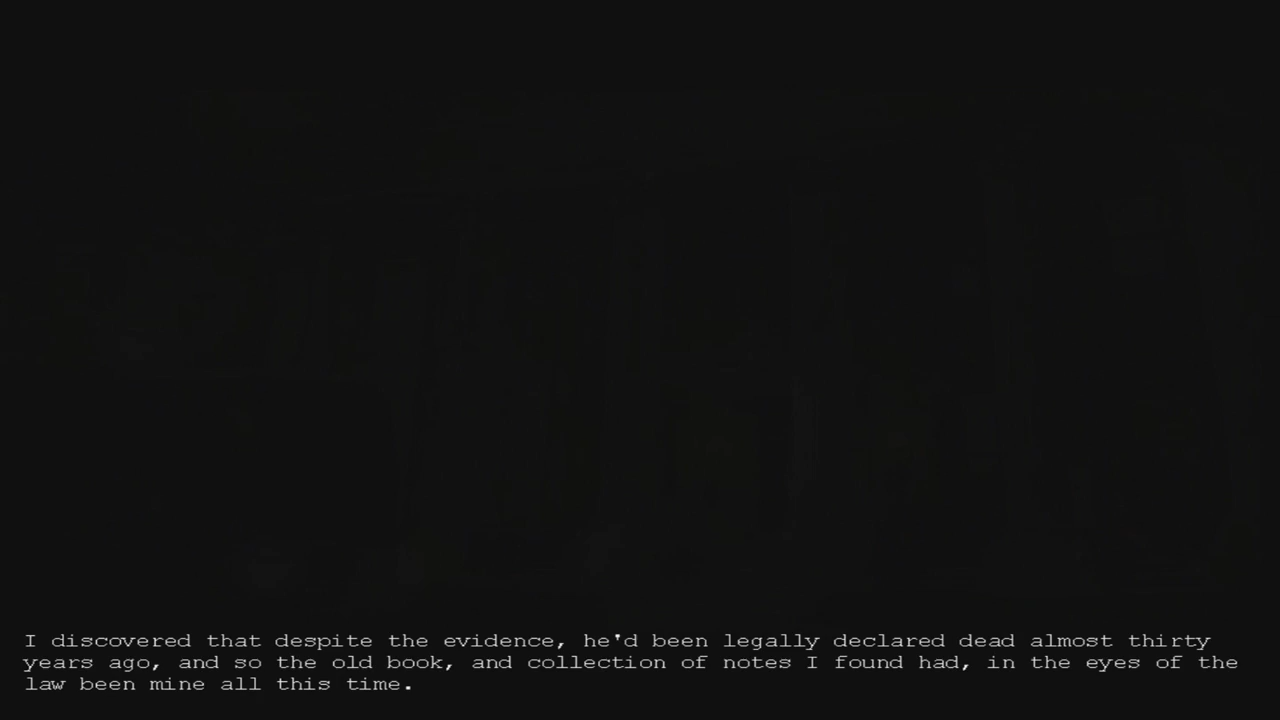 I discovered that despite the evidence, he'd been legally declared dead almost thirty
years ago, and so the old book, and collection of notes I found had, in the eyes of the
law been mine all this time.